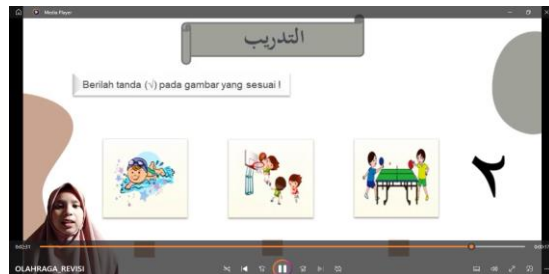 Media Player
التدريب
Berilah tanda (√) pada gambar yang sesuai !
٢
OLAHRAGA_REVISI